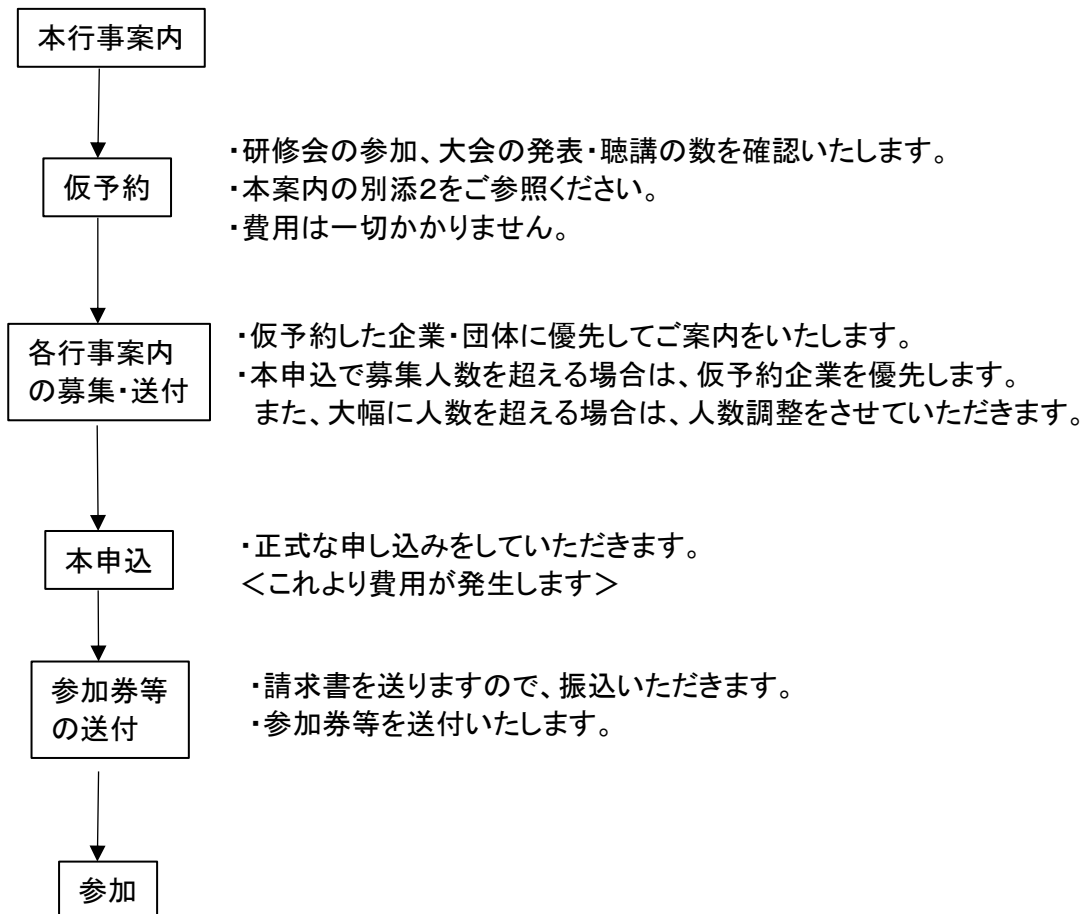 本行事案内
・研修会の参加、大会の発表・聴講の数を確認いたします。
仮予約
・本案内の別添２をご参照ください。
・費用は一切かかりません。
各行事案内
の募集・送付
・仮予約した企業・団体に優先してご案内をいたします。
・本申込で募集人数を超える場合は、仮予約企業を優先します。
また、大幅に人数を超える場合は、人数調整をさせていただきます。
本申込
・正式な申し込みをしていただきます。
＜これより費用が発生します＞
参加券等
の送付
・請求書を送りますので、振込いただきます。
・参加券等を送付いたします。
参加